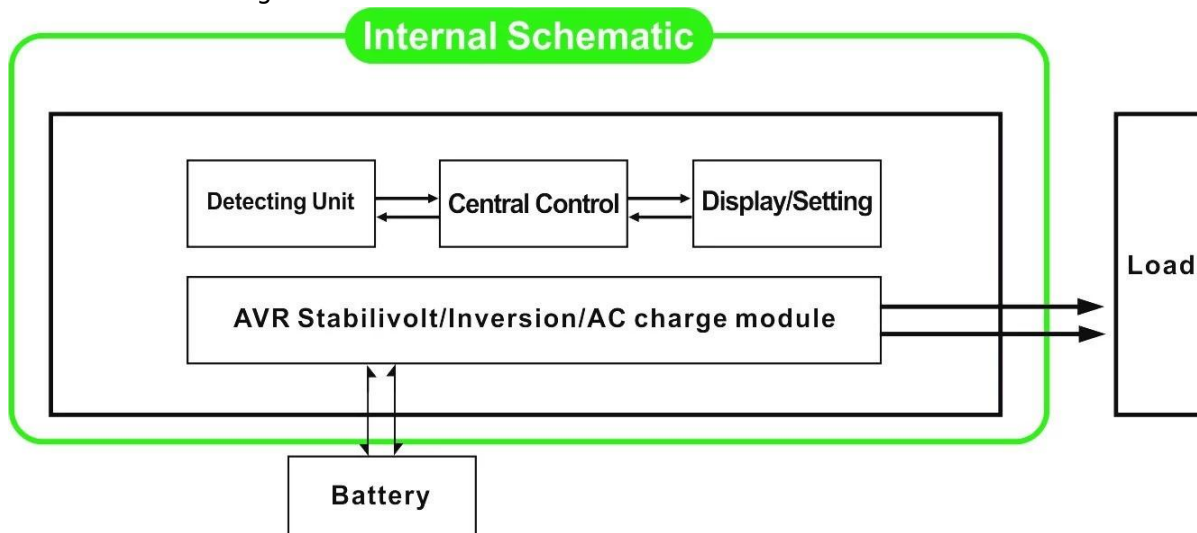 Internal Schematic
Detecting Unit
Central Control
Display/Setting
Load
AVR Stabilivolt/Inversion/AC charge module
Battery